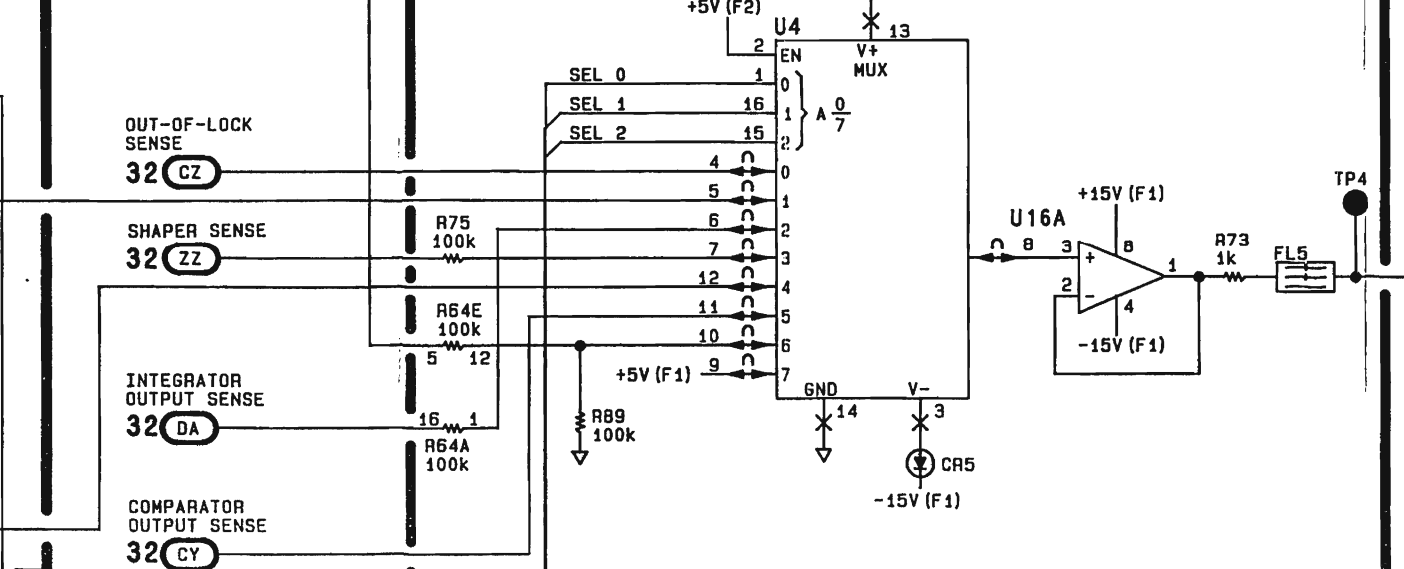 +5V (F2)
U4
13
2
EN
V+
MUX
SEL 0
1
0
SEL 1
16
1
A 0/7
SEL 2
15
2
OUT-OF-LOCK
SENSE
32 CZ
4
0
5
1
SHAPER SENSE
32 ZZ
R75
100k
6
2
7
3
12
4
R64E
100k
5
12
11
5
10
6
+5V (F1)
9
7
INTEGRATOR
OUTPUT SENSE
32 DA
16
1
R64A
100k
R89
100k
GND
14
V-
3
CR5
-15V (F1)
COMPARATOR
OUTPUT SENSE
32 CY
8
U16A
+15V (F1)
3
+
8
2
-
4
1
-15V (F1)
R73
1k
FL5
TP4